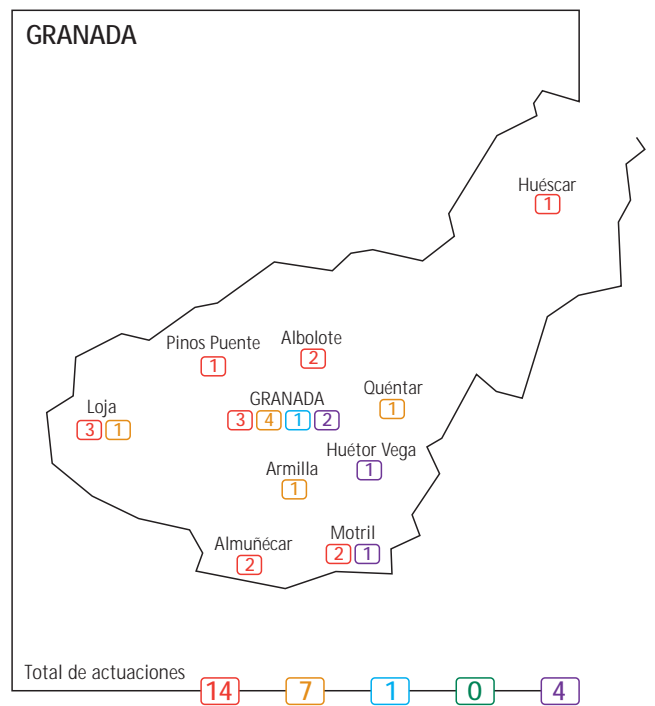 GRANADA
Huéscar
1
Pinos Puente
1
Albolote
2
Loja
3 1
GRANADA
3 4 1 2
Quéntar
1
Huétor Vega
1
Armilla
1
Almuñécar
2
Motril
2 1
Total de actuaciones
14 7 1 0 4